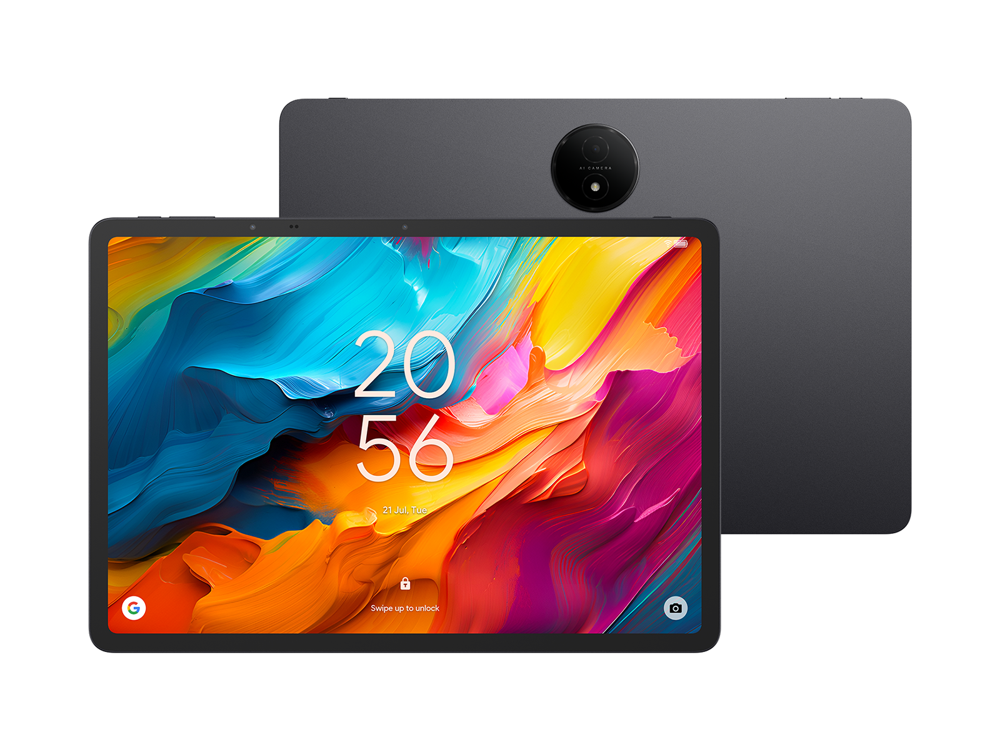 AI CAMERA
20
56
21 Jul, Tue
Swipe up to unlock
G